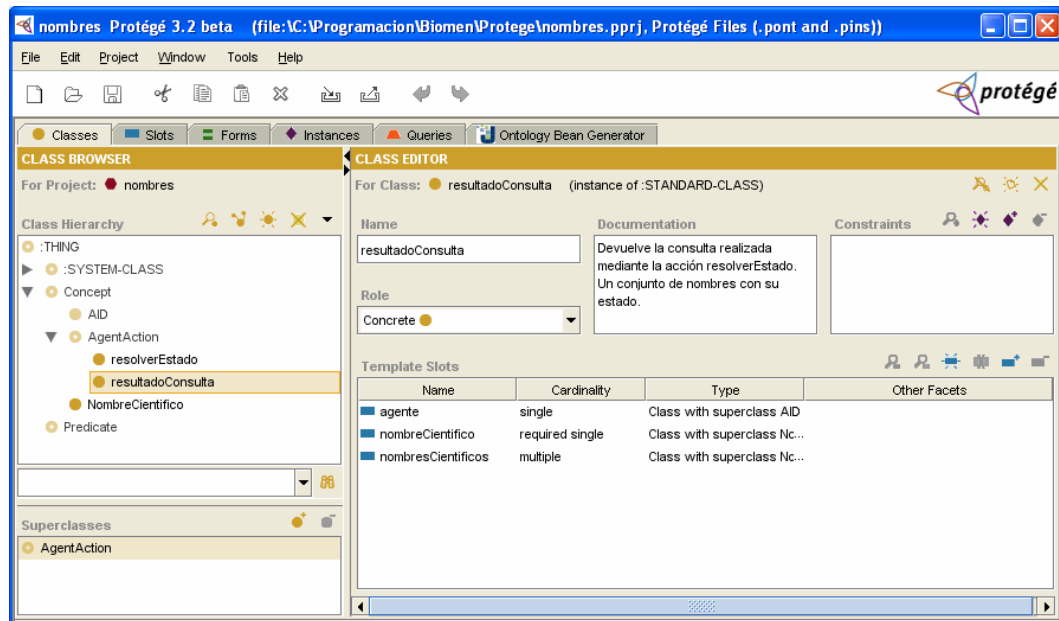 nombres Protégé 3.2 beta (file:\C:\Programacion\Biomen\Protege\nombres.pprj, Protégé Files (.pont and .pins))
File Edit Project Window Tools Help
protégé
Classes Slots Forms Instances Queries Ontology Bean Generator
CLASS BROWSER
For Project: nombres
Class Hierarchy
:THING
:SYSTEM-CLASS
Concept
AID
AgentAction
resolverEstado
resultadoConsulta
NombreCientifico
Predicate
Superclasses
AgentAction
CLASS EDITOR
For Class: resultadoConsulta (instance of :STANDARD-CLASS)
Name
resultadoConsulta
Role
Concrete
Documentation
Devuelve la consulta realizada
mediante la acción resolverEstado.
Un conjunto de nombres con su
estado.
Constraints
Template Slots
Name Cardinality Type Other Facets
agente single Class with superclass AID
nombreCientifico required single Class with superclass Nc...
nombresCientificos multiple Class with superclass Nc...